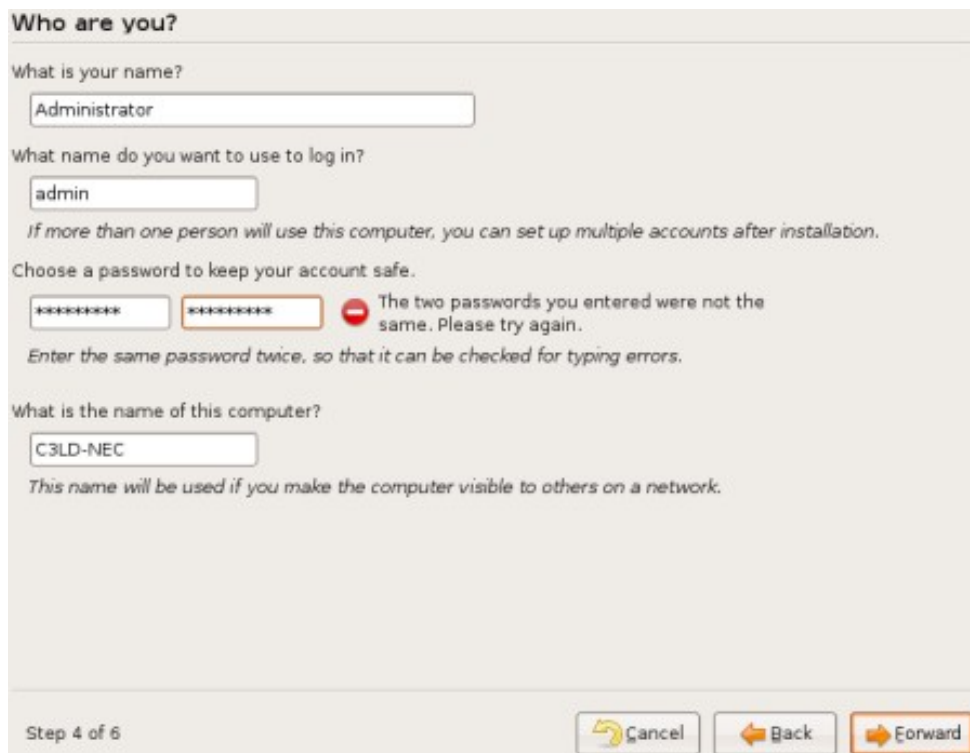 Who are you?
What is your name?
Administrator
What name do you want to use to log in?
admin
If more than one person will use this computer, you can set up multiple accounts after installation.
Choose a password to keep your account safe.
********* *********
The two passwords you entered were not the
same. Please try again.
Enter the same password twice, so that it can be checked for typing errors.
What is the name of this computer?
C3LD-NEC
This name will be used if you make the computer visible to others on a network.
Step 4 of 6 Cancel Back Forward